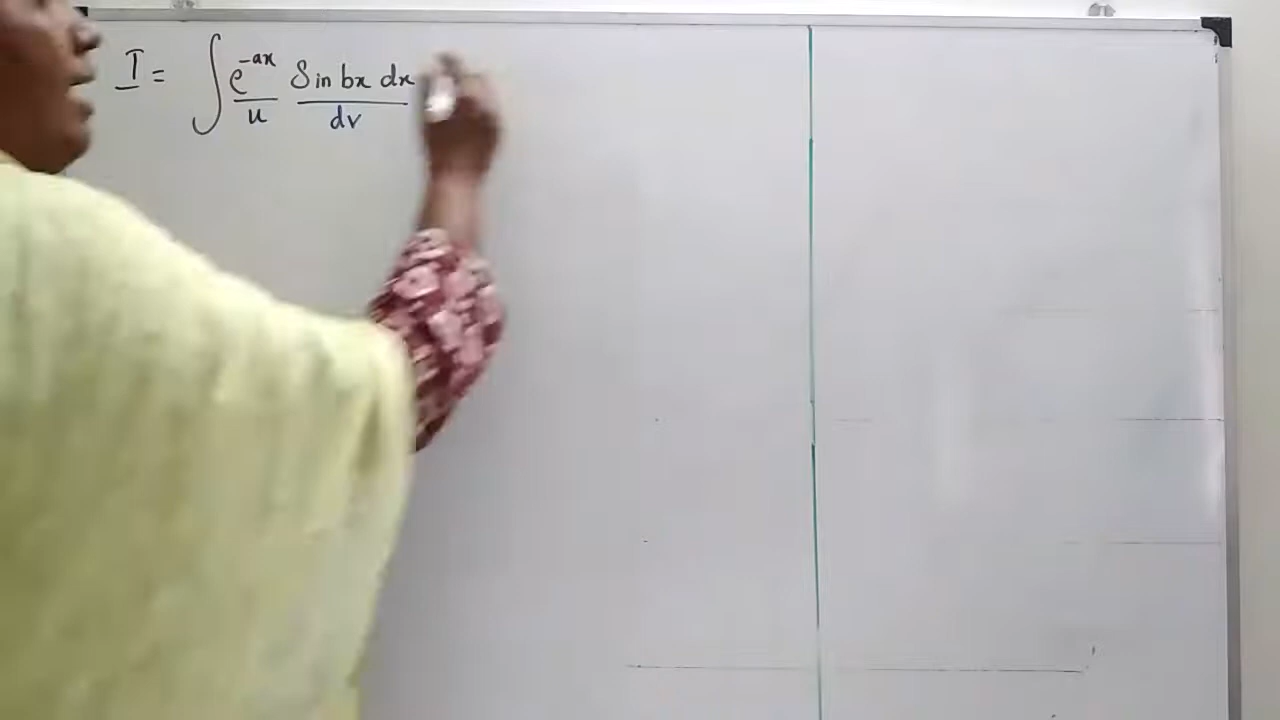 I = ∫ e^{-ax} Sin bx dx
u dv